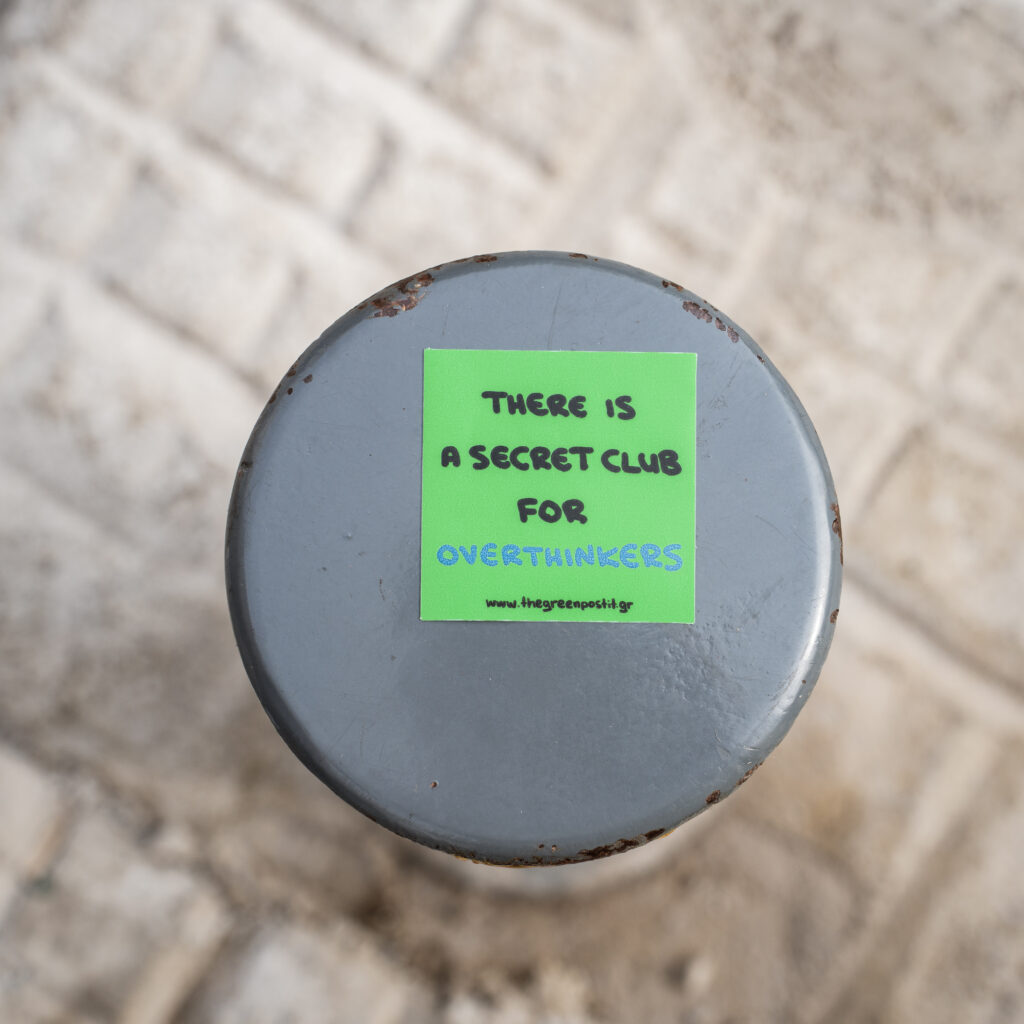 THERE IS
A SECRET CLUB
FOR
OVERTHINKERS
www.thegreenpostit.gr